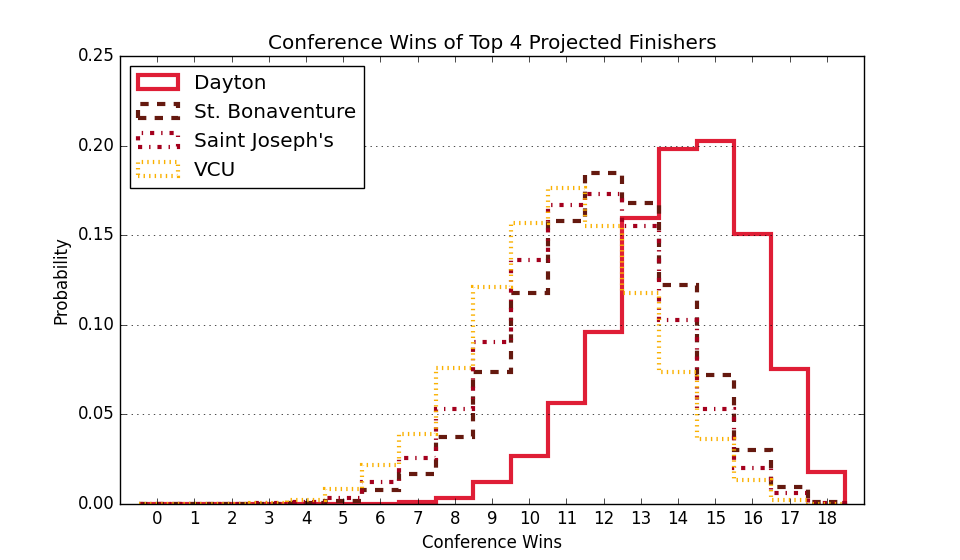 Conference Wins of Top 4 Projected Finishers
0.25
0.20
0.15
0.10
0.05
0.00
Probability
Dayton
St. Bonaventure
Saint Joseph's
VCU
0 1 2 3 4 5 6 7 8 9 10 11 12 13 14 15 16 17 18
Conference Wins